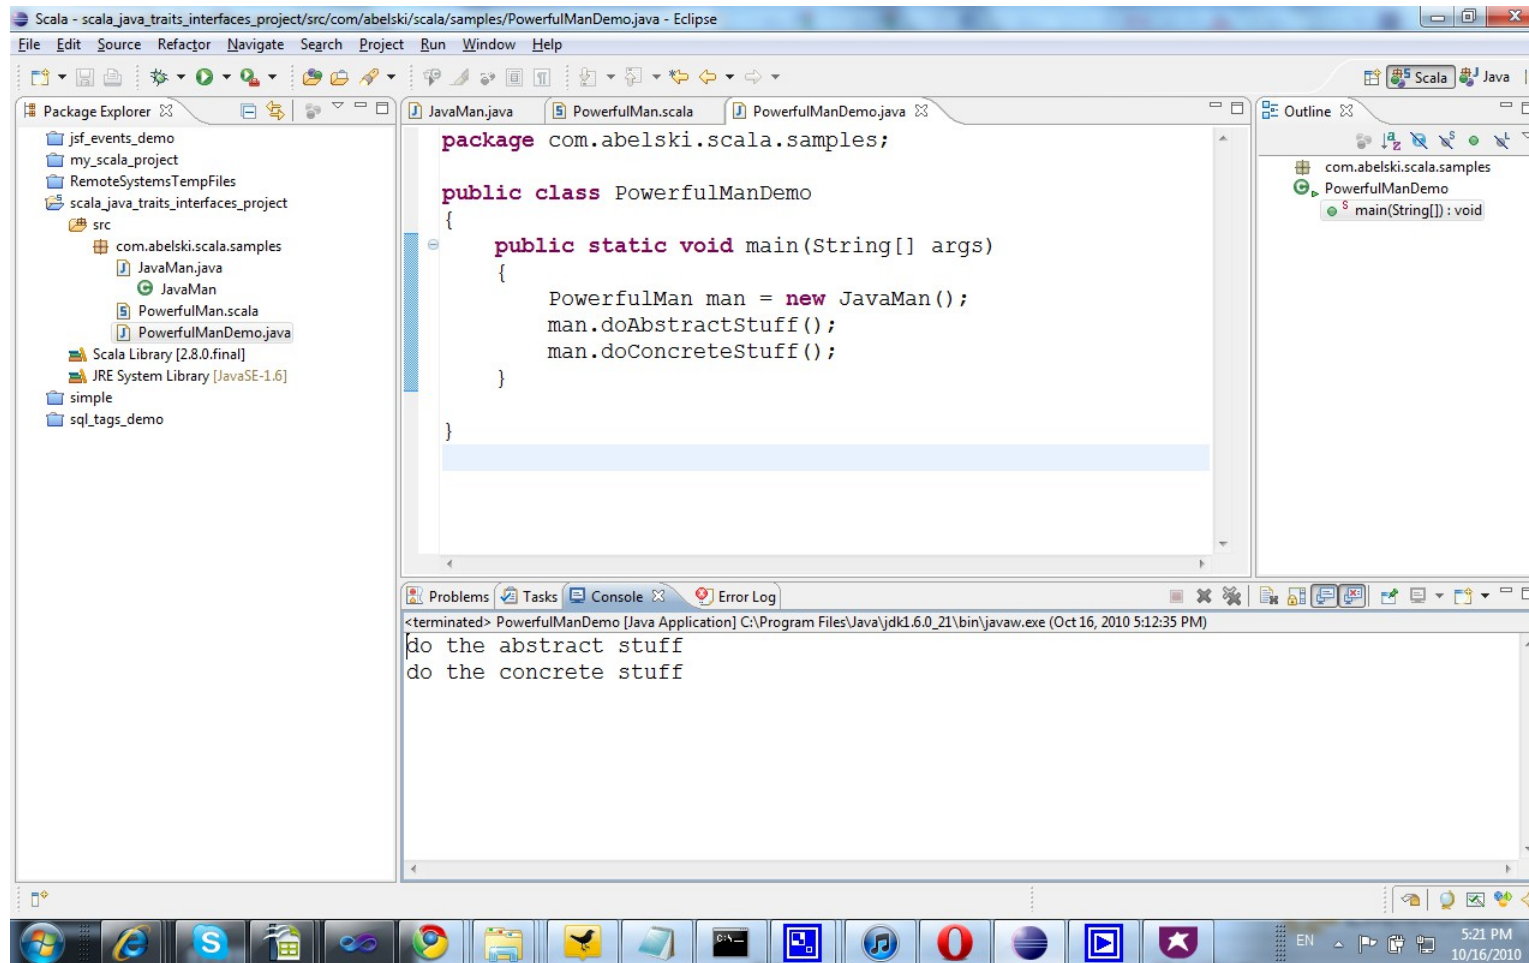 Scala - scala_java_traits_interfaces_project/src/com/abelski/scala/samples/PowerfulManDemo.java - Eclipse
File Edit Source Refactor Navigate Search Project Run Window Help
Scala Java
Package Explorer
jsf_events_demo
my_scala_project
RemoteSystemsTempFiles
scala_java_traits_interfaces_project
src
com.abelski.scala.samples
JavaMan.java
JavaMan
PowerfulMan.scala
PowerfulManDemo.java
Scala Library [2.8.0.final]
JRE System Library [JavaSE-1.6]
simple
sql_tags_demo
JavaMan.java PowerfulMan.scala PowerfulManDemo.java
package com.abelski.scala.samples;
public class PowerfulManDemo
{
public static void main(String[] args)
{
PowerfulMan man = new JavaMan();
man.doAbstractStuff();
man.doConcreteStuff();
}
}
Outline
com.abelski.scala.samples
PowerfulManDemo
main(String[]) : void
Problems Tasks Console Error Log
<terminated> PowerfulManDemo [Java Application] C:\Program Files\Java\jdk1.6.0_21\bin\javaw.exe (Oct 16, 2010 5:12:35 PM)
do the abstract stuff
do the concrete stuff
EN
5:21 PM
10/16/2010